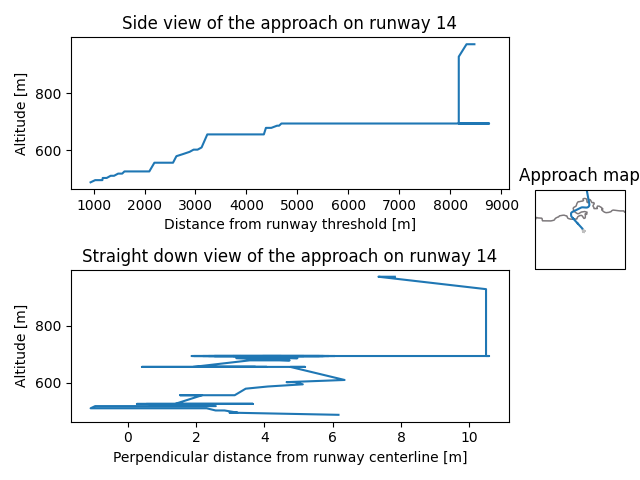 Side view of the approach on runway 14
Altitude [m]
800
600
1000
2000
3000
4000
5000
6000
7000
8000
9000
Distance from runway threshold [m]
Approach map
Straight down view of the approach on runway 14
Altitude [m]
800
600
0
2
4
6
8
10
Perpendicular distance from runway centerline [m]